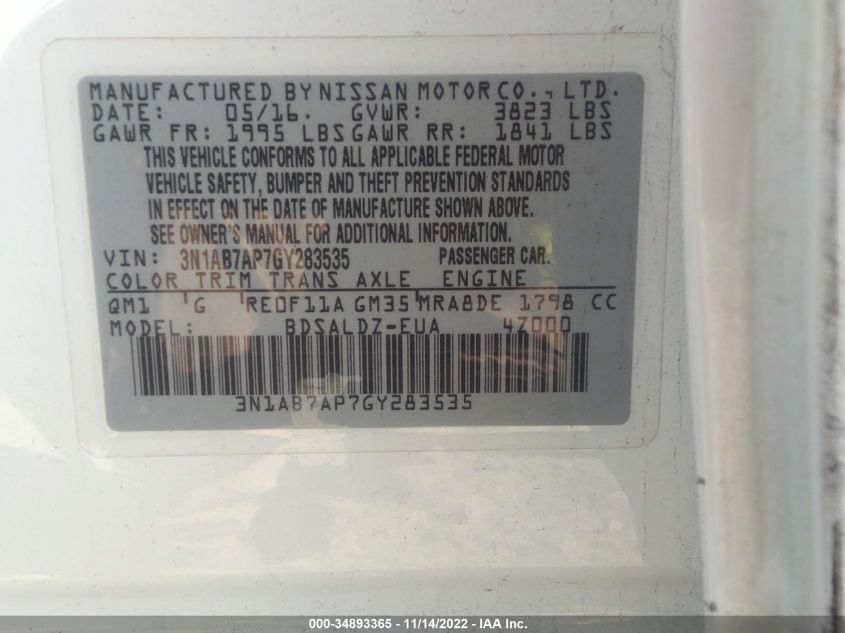 MANUFACTURED BY NISSAN MOTOR CO., LTD.
DATE: 05/16. GVWR: 3823 LBS
GAWR FR: 1995 LBS GAWR RR: 1841 LBS
THIS VEHICLE CONFORMS TO ALL APPLICABLE FEDERAL MOTOR
VEHICLE SAFETY, BUMPER AND THEFT PREVENTION STANDARDS
IN EFFECT ON THE DATE OF MANUFACTURE SHOWN ABOVE.
SEE OWNER'S MANUAL FOR ADDITIONAL INFORMATION.
VIN: 3N1AB7AP7GY283535 PASSENGER CAR.
COLOR TRIM TRANS AXLE ENGINE
QM1 ' G ' RE0F11A GM35 ' MRA8DE 1798 CC
MODEL: BDSALDZ-EUA 4Z000
3N1AB7AP7GY283535
000-34893365 - 11/14/2022 - IAA Inc.